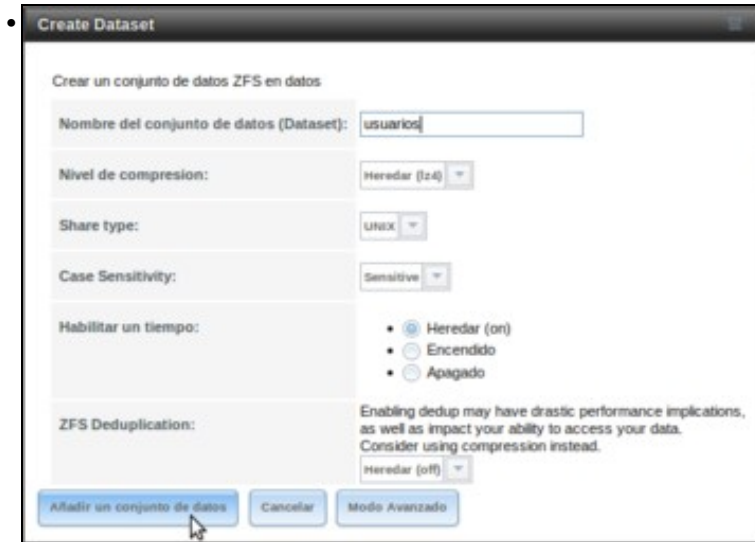 Create Dataset
Crear un conjunto de datos ZFS en datos
Nombre del conjunto de datos (Dataset): usuarios
Nivel de compresion: Heredar (lz4)
Share type: UNIX
Case Sensitivity: Sensitive
Habilitar un tiempo:
Heredar (on)
Encendido
Apagado
ZFS Deduplication:
Enabling dedup may have drastic performance implications,
as well as impact your ability to access your data.
Consider using compression instead.
Heredar (off)
Añadir un conjunto de datos Cancelar Modo Avanzado